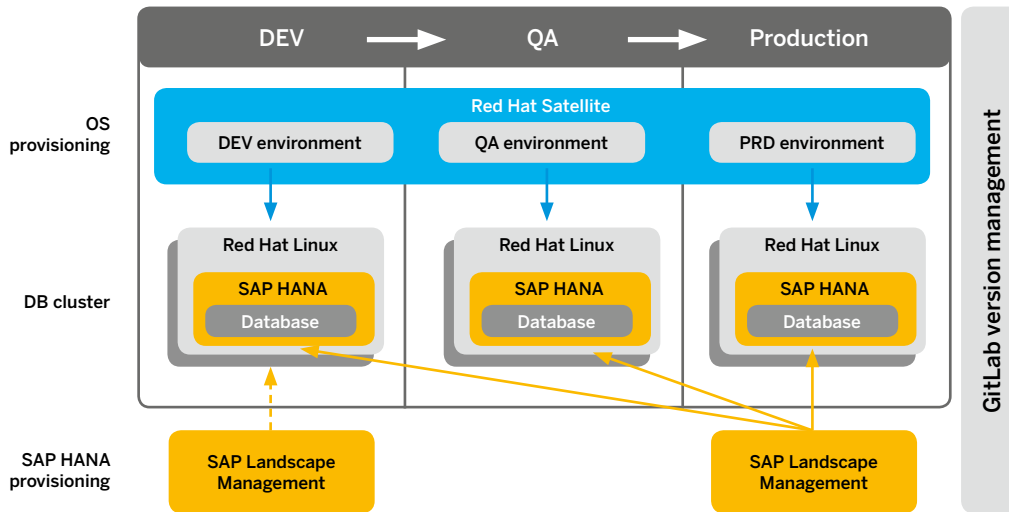 DEV
QA
Production
OS
provisioning
Red Hat Satellite
DEV environment
QA environment
PRD environment
DB cluster
Red Hat Linux
SAP HANA
Database
Red Hat Linux
SAP HANA
Database
Red Hat Linux
SAP HANA
Database
SAP HANA
provisioning
SAP Landscape
Management
SAP Landscape
Management
GitLab version management